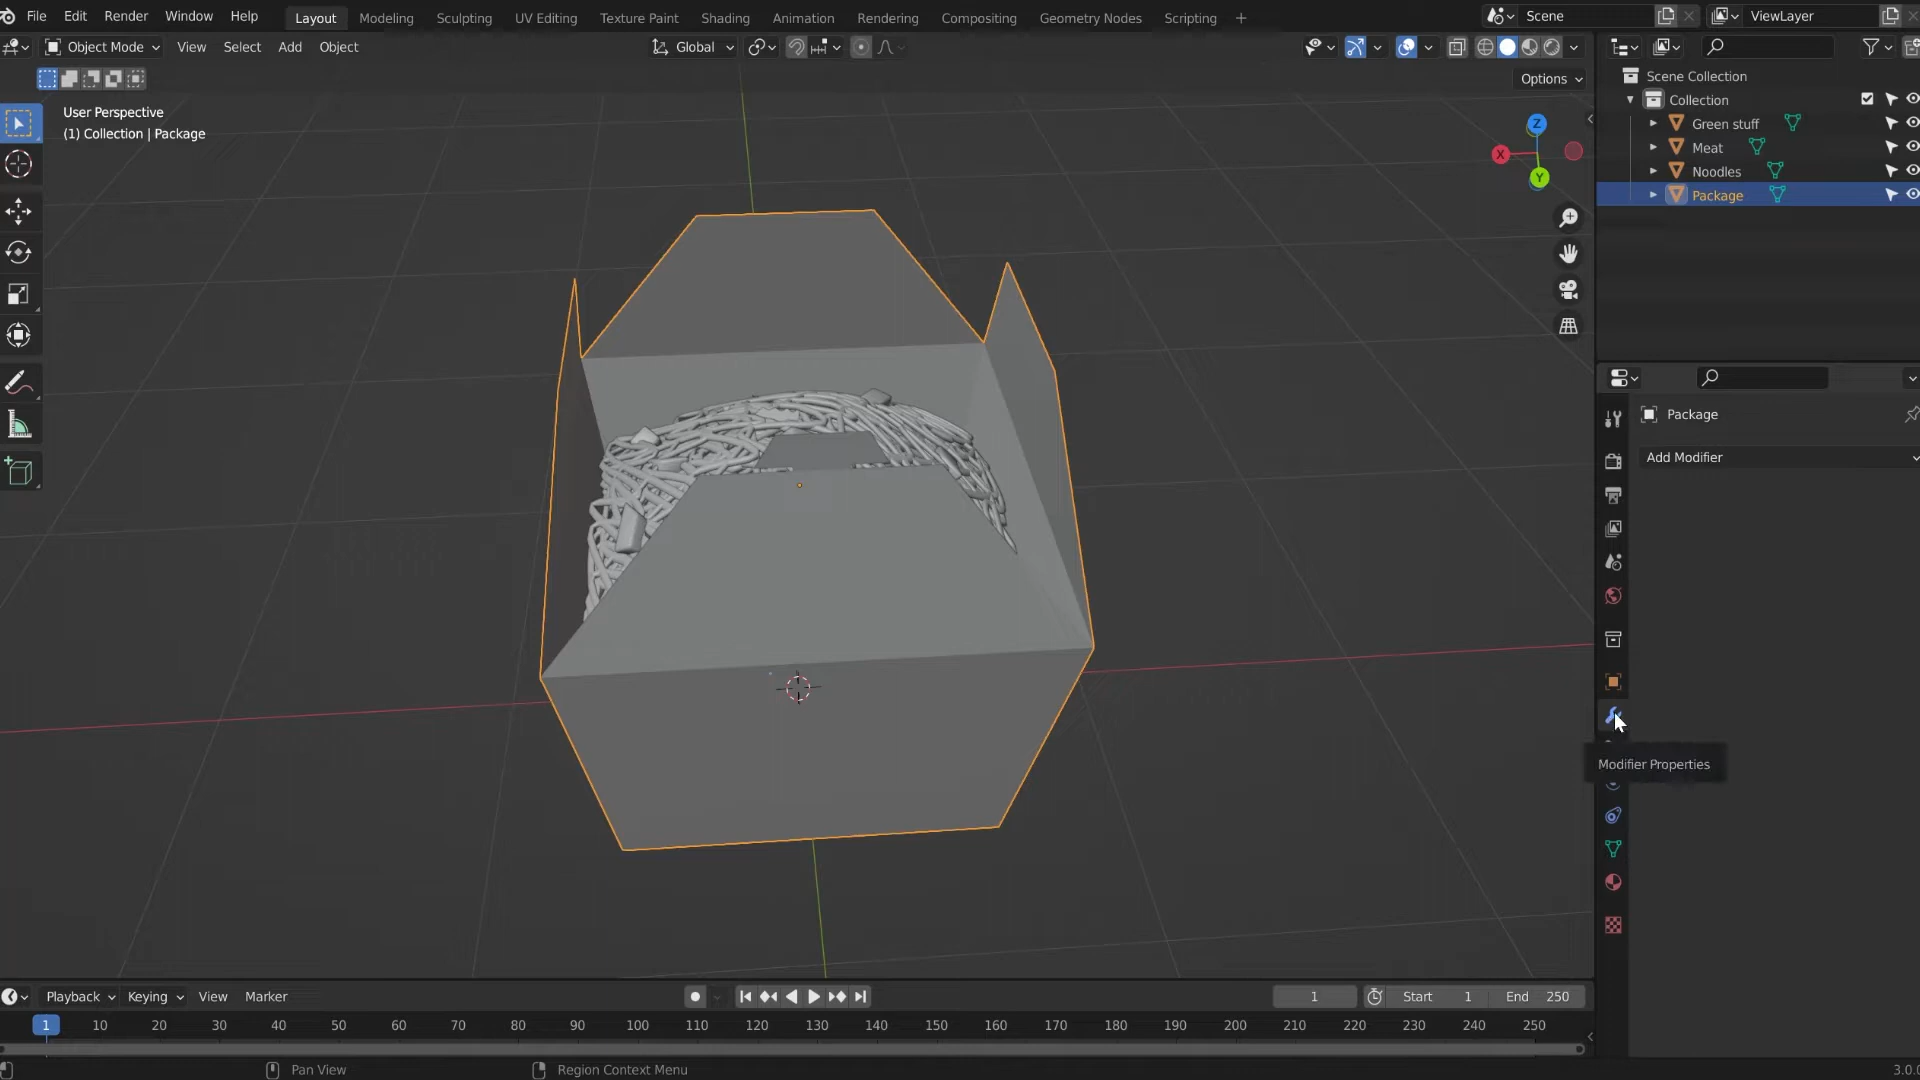 File Edit Render Window Help Layout Modeling Sculpting UV Editing Texture Paint Shading Animation Rendering Compositing Geometry Nodes Scripting + Scene ViewLayer
Object Mode View Select Add Object Global
Options
User Perspective
(1) Collection | Package
Z
X
Y
Scene Collection
Collection
Green stuff
Meat
Noodles
Package
Package
Add Modifier
Modifier Properties
Playback Keying View Marker 1 Start 1 End 250
1 10 20 30 40 50 60 70 80 90 100 110 120 130 140 150 160 170 180 190 200 210 220 230 240 250
Pan View Region Context Menu